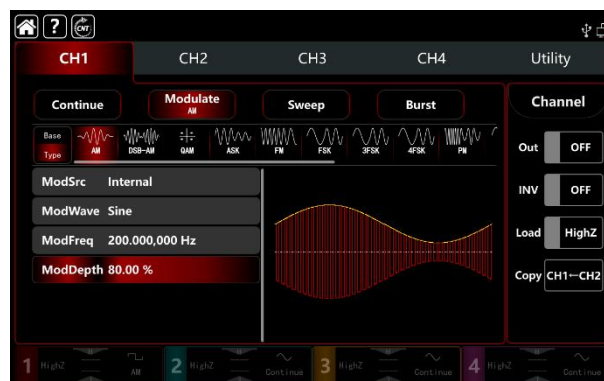 ? CNT
CH1 CH2 CH3 CH4 Utility
Continue Modulate AM Sweep Burst Channel
Base Type AM DSB-AM QAM ASK FM FSK 3FSK 4FSK PM
Out OFF
ModSrc Internal
INV OFF
ModWave Sine
ModFreq 200.000,000 Hz
Load HighZ
ModDepth 80.00 %
Copy CH1←CH2
1 HighZ AM 2 HighZ Continue 3 HighZ Continue 4 HighZ Continue